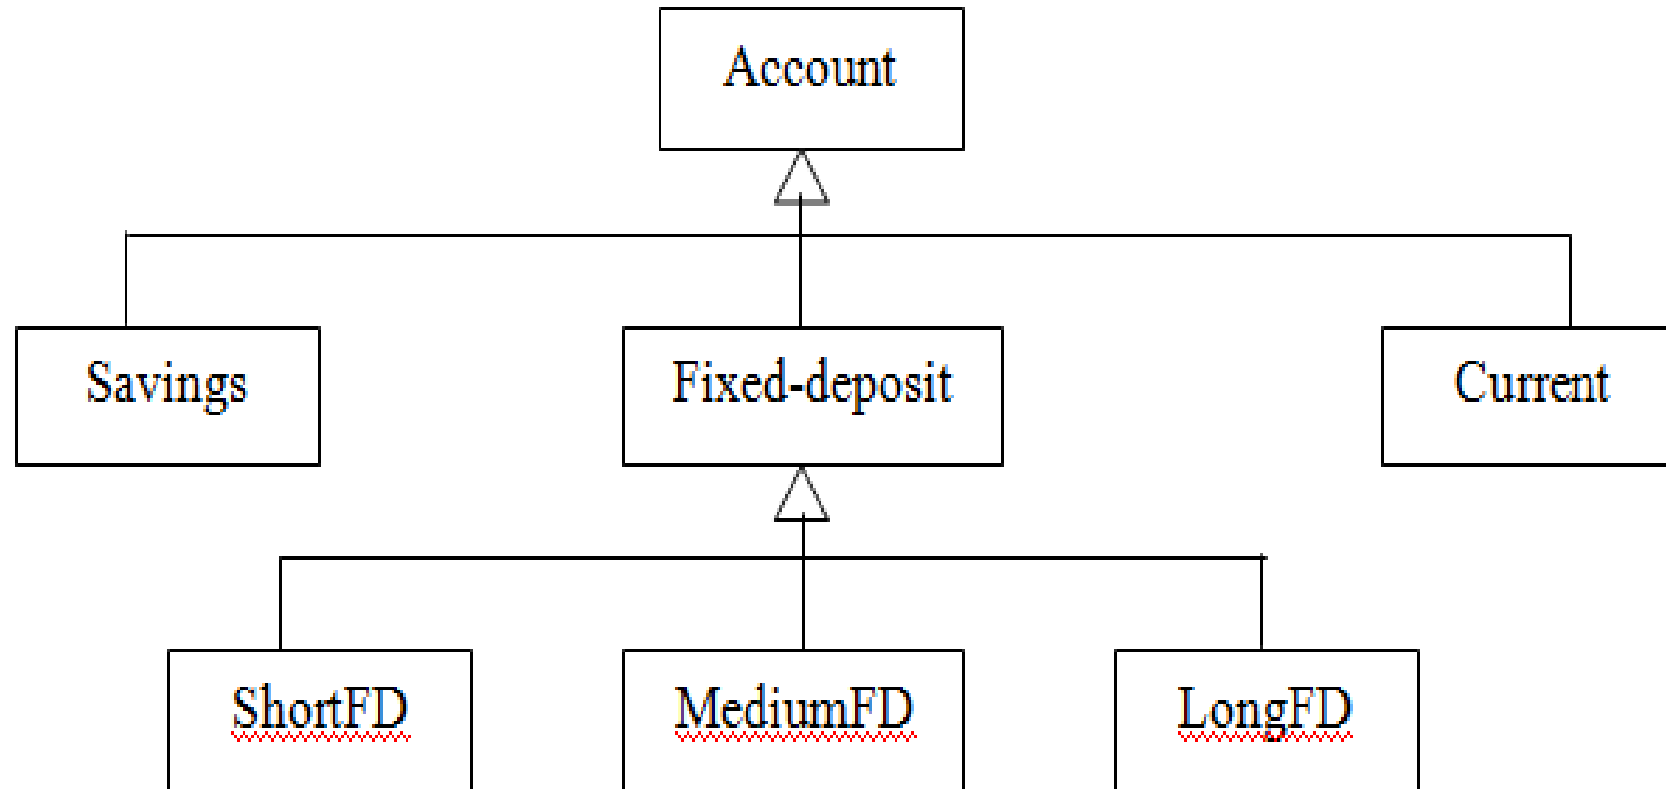 Account
Savings
Fixed-deposit
Current
ShortFD
MediumFD
LongFD